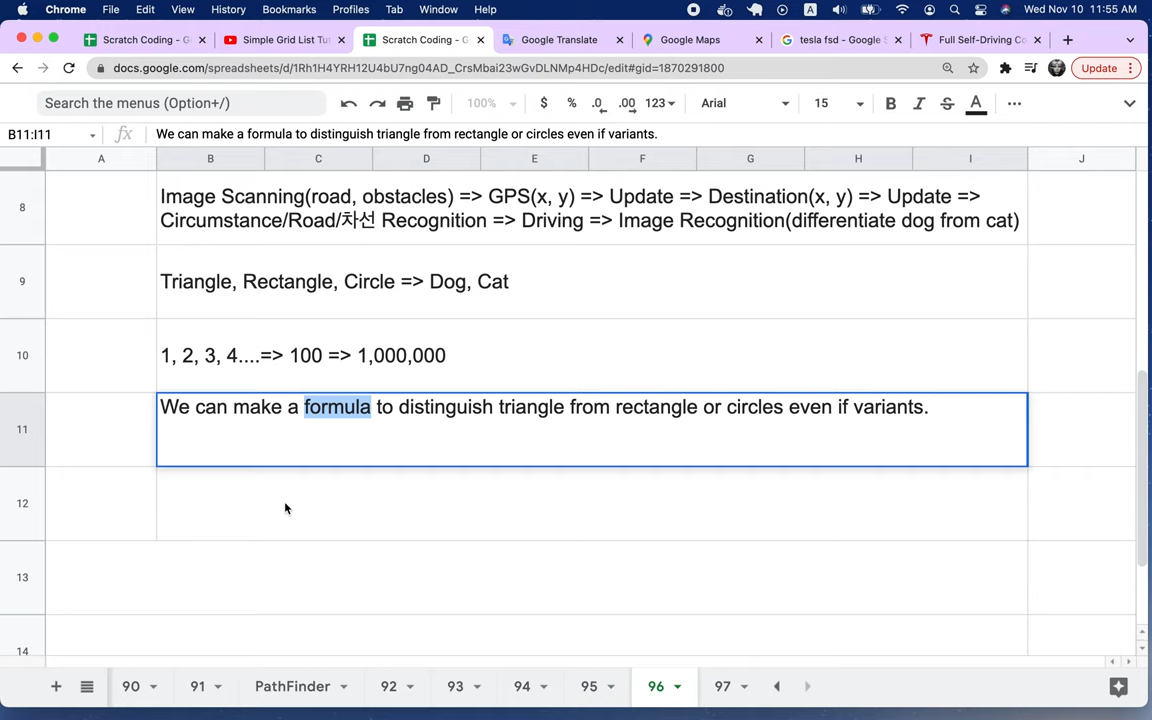 Chrome File Edit View History Bookmarks Profiles Tab Window Help Wed Nov 10 11:55 AM
Scratch Coding - G Simple Grid List Tu Scratch Coding - G Google Translate Google Maps tesla fsd - Google S Full Self-Driving Co
docs.google.com/spreadsheets/d/1Rh1H4YRH12U4bU7ng04AD_CrsMbai23wGvDLNMp4HDc/edit#gid=1870291800 Update
Search the menus (Option+/) 100% $ % .0 .00 123 Arial 15 B I S A
B11:I11 fx We can make a formula to distinguish triangle from rectangle or circles even if variants.
A B C D E F G H I J
8 Image Scanning(road, obstacles) => GPS(x, y) => Update => Destination(x, y) => Update =>
Circumstance/Road/차선 Recognition => Driving => Image Recognition(differentiate dog from cat)
9 Triangle, Rectangle, Circle => Dog, Cat
10 1, 2, 3, 4....=> 100 => 1,000,000
11 We can make a formula to distinguish triangle from rectangle or circles even if variants.
12
13
14
90 91 PathFinder 92 93 94 95 96 97